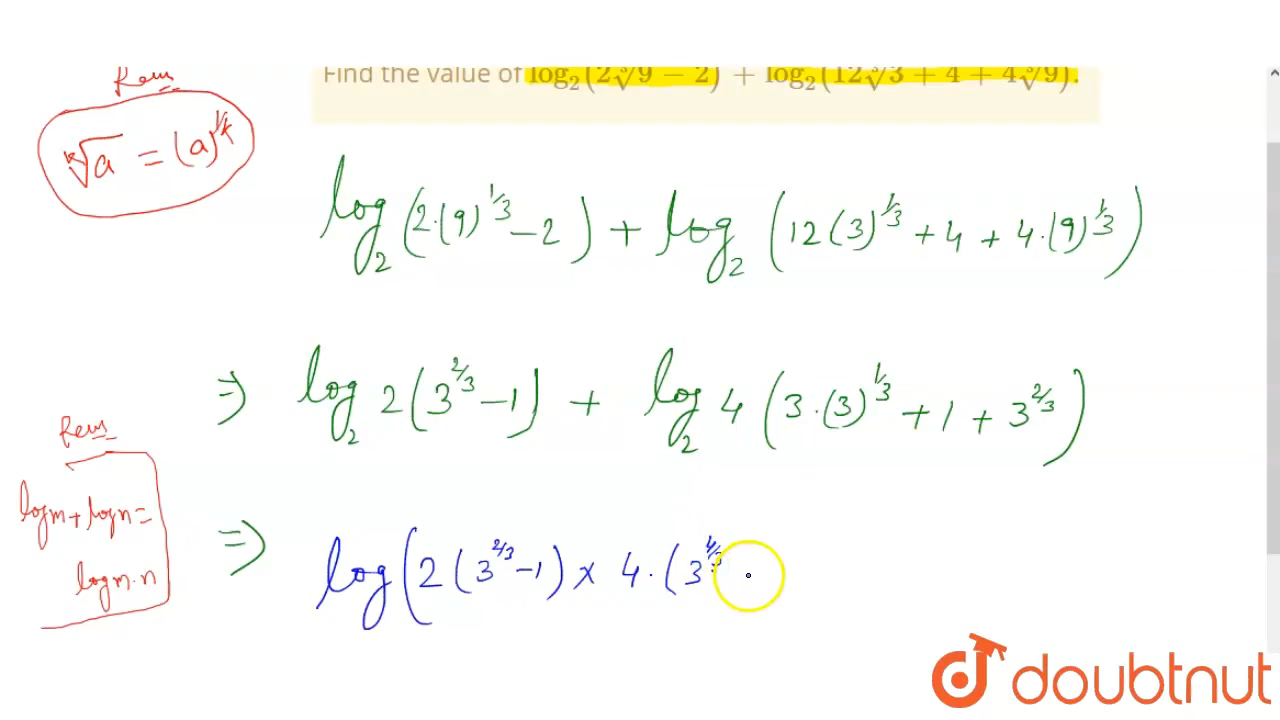 Rem
Find the value of log₂(2∛9 − 2) + log₂(12∛3 + 4 + 4∛9).
ᵏ√a = (a)^1/k
log₂(2·(9)^1/3 − 2) + log₂(12(3)^1/3 + 4 + 4·(9)^1/3)
⇒ log₂ 2(3^2/3 − 1) + log₂ 4(3·(3)^1/3 + 1 + 3^2/3)
Rem
logm + logn =
logm·n
⇒ log(2(3^2/3 − 1) × 4·(3^4/3
doubtnut